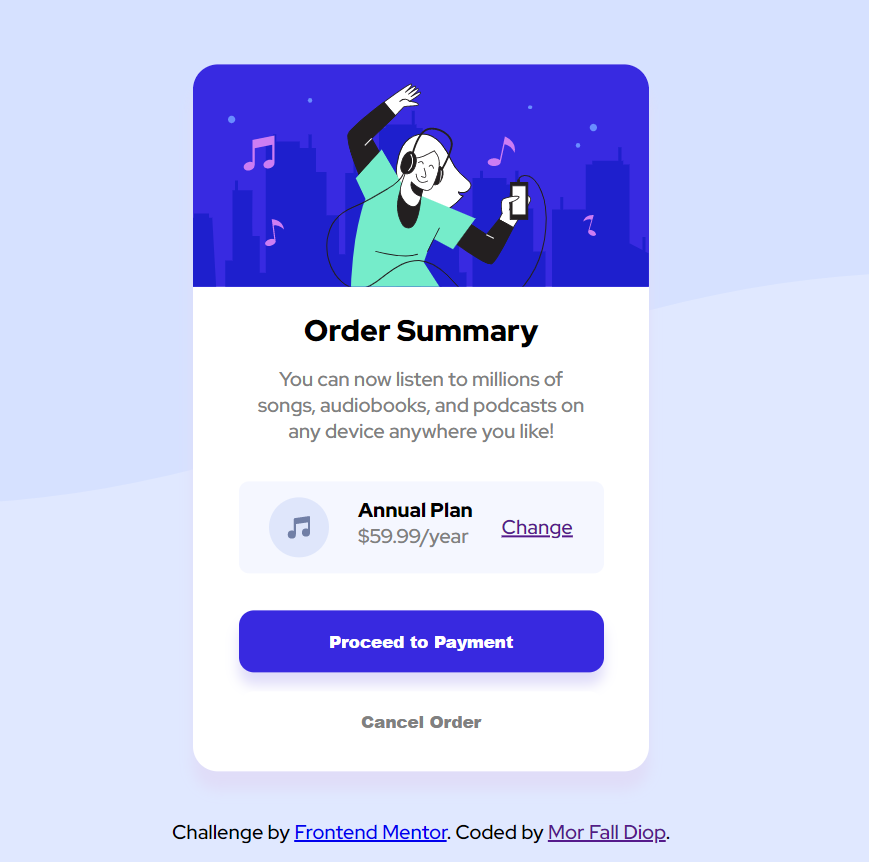 Order Summary
You can now listen to millions of
songs, audiobooks, and podcasts on
any device anywhere you like!
Annual Plan
$59.99/year
Change
Proceed to Payment
Cancel Order
Challenge by Frontend Mentor. Coded by Mor Fall Diop.